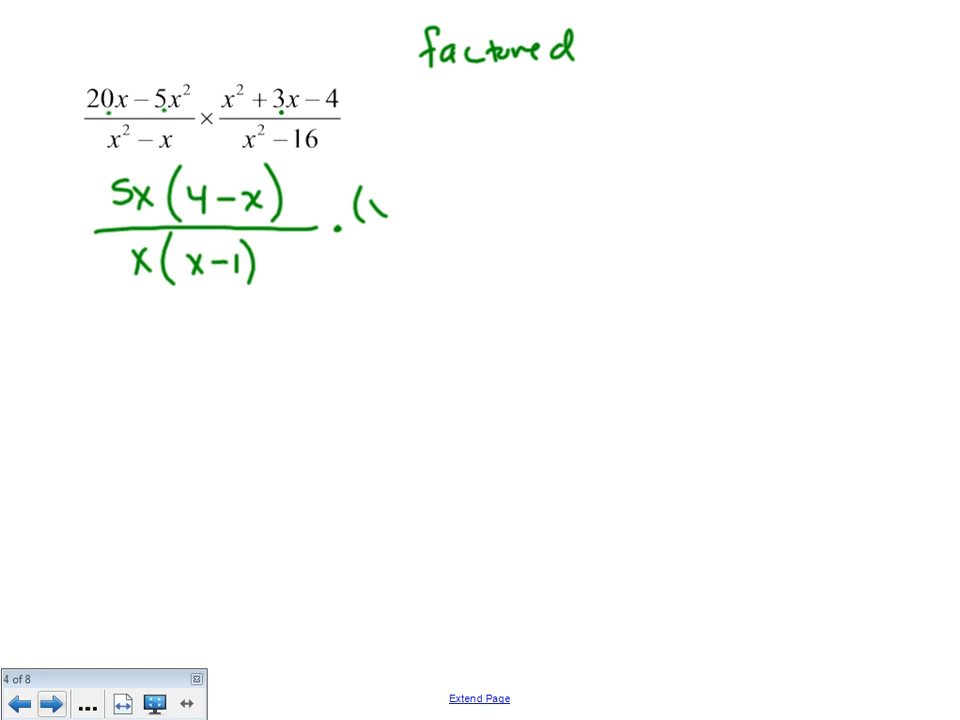 factored
20x − 5x² / x² − x × x² + 3x − 4 / x² − 16
5x(4 − x) / x(x − 1) · (
4 of 8
...
Extend Page